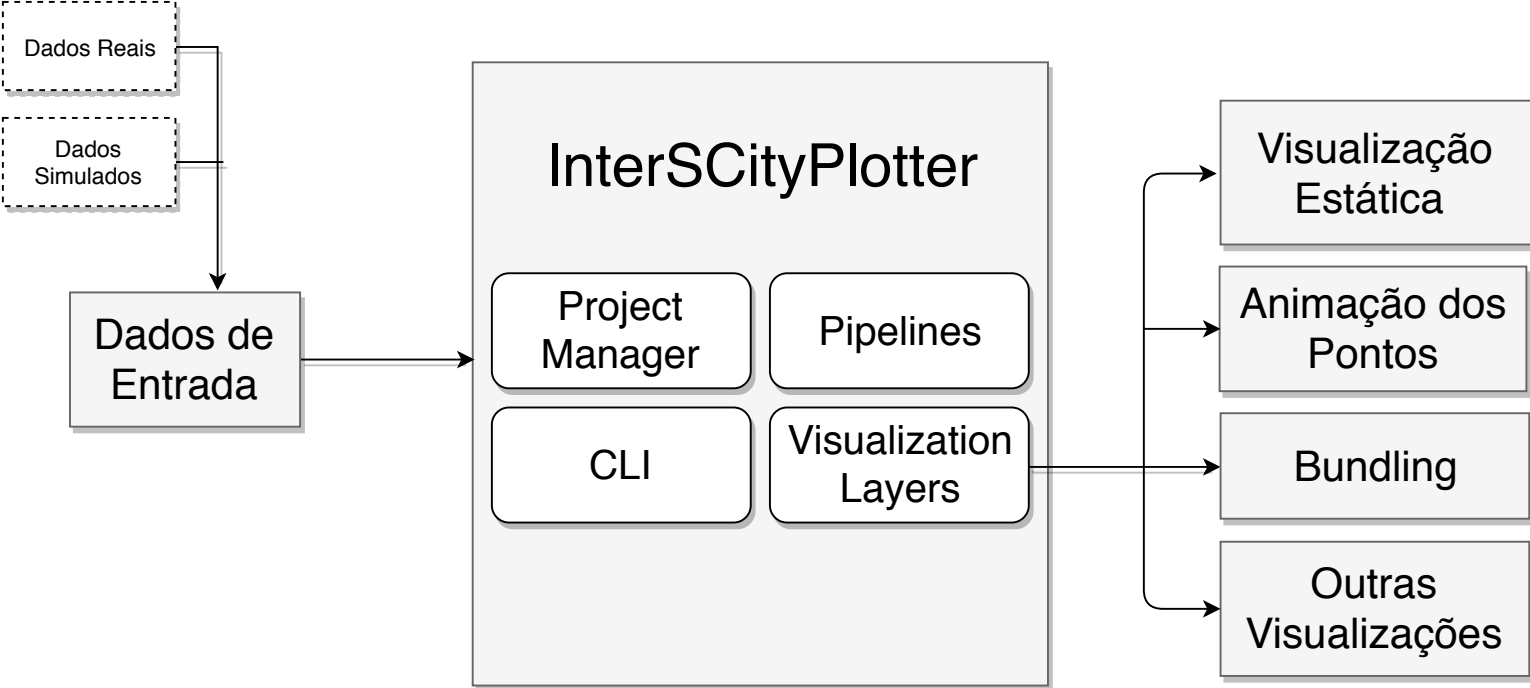 Dados Reais
Dados
Simulados
Dados de
Entrada
InterSCityPlotter
Project
Manager
Pipelines
CLI
Visualization
Layers
Visualização
Estática
Animação dos
Pontos
Bundling
Outras
Visualizações